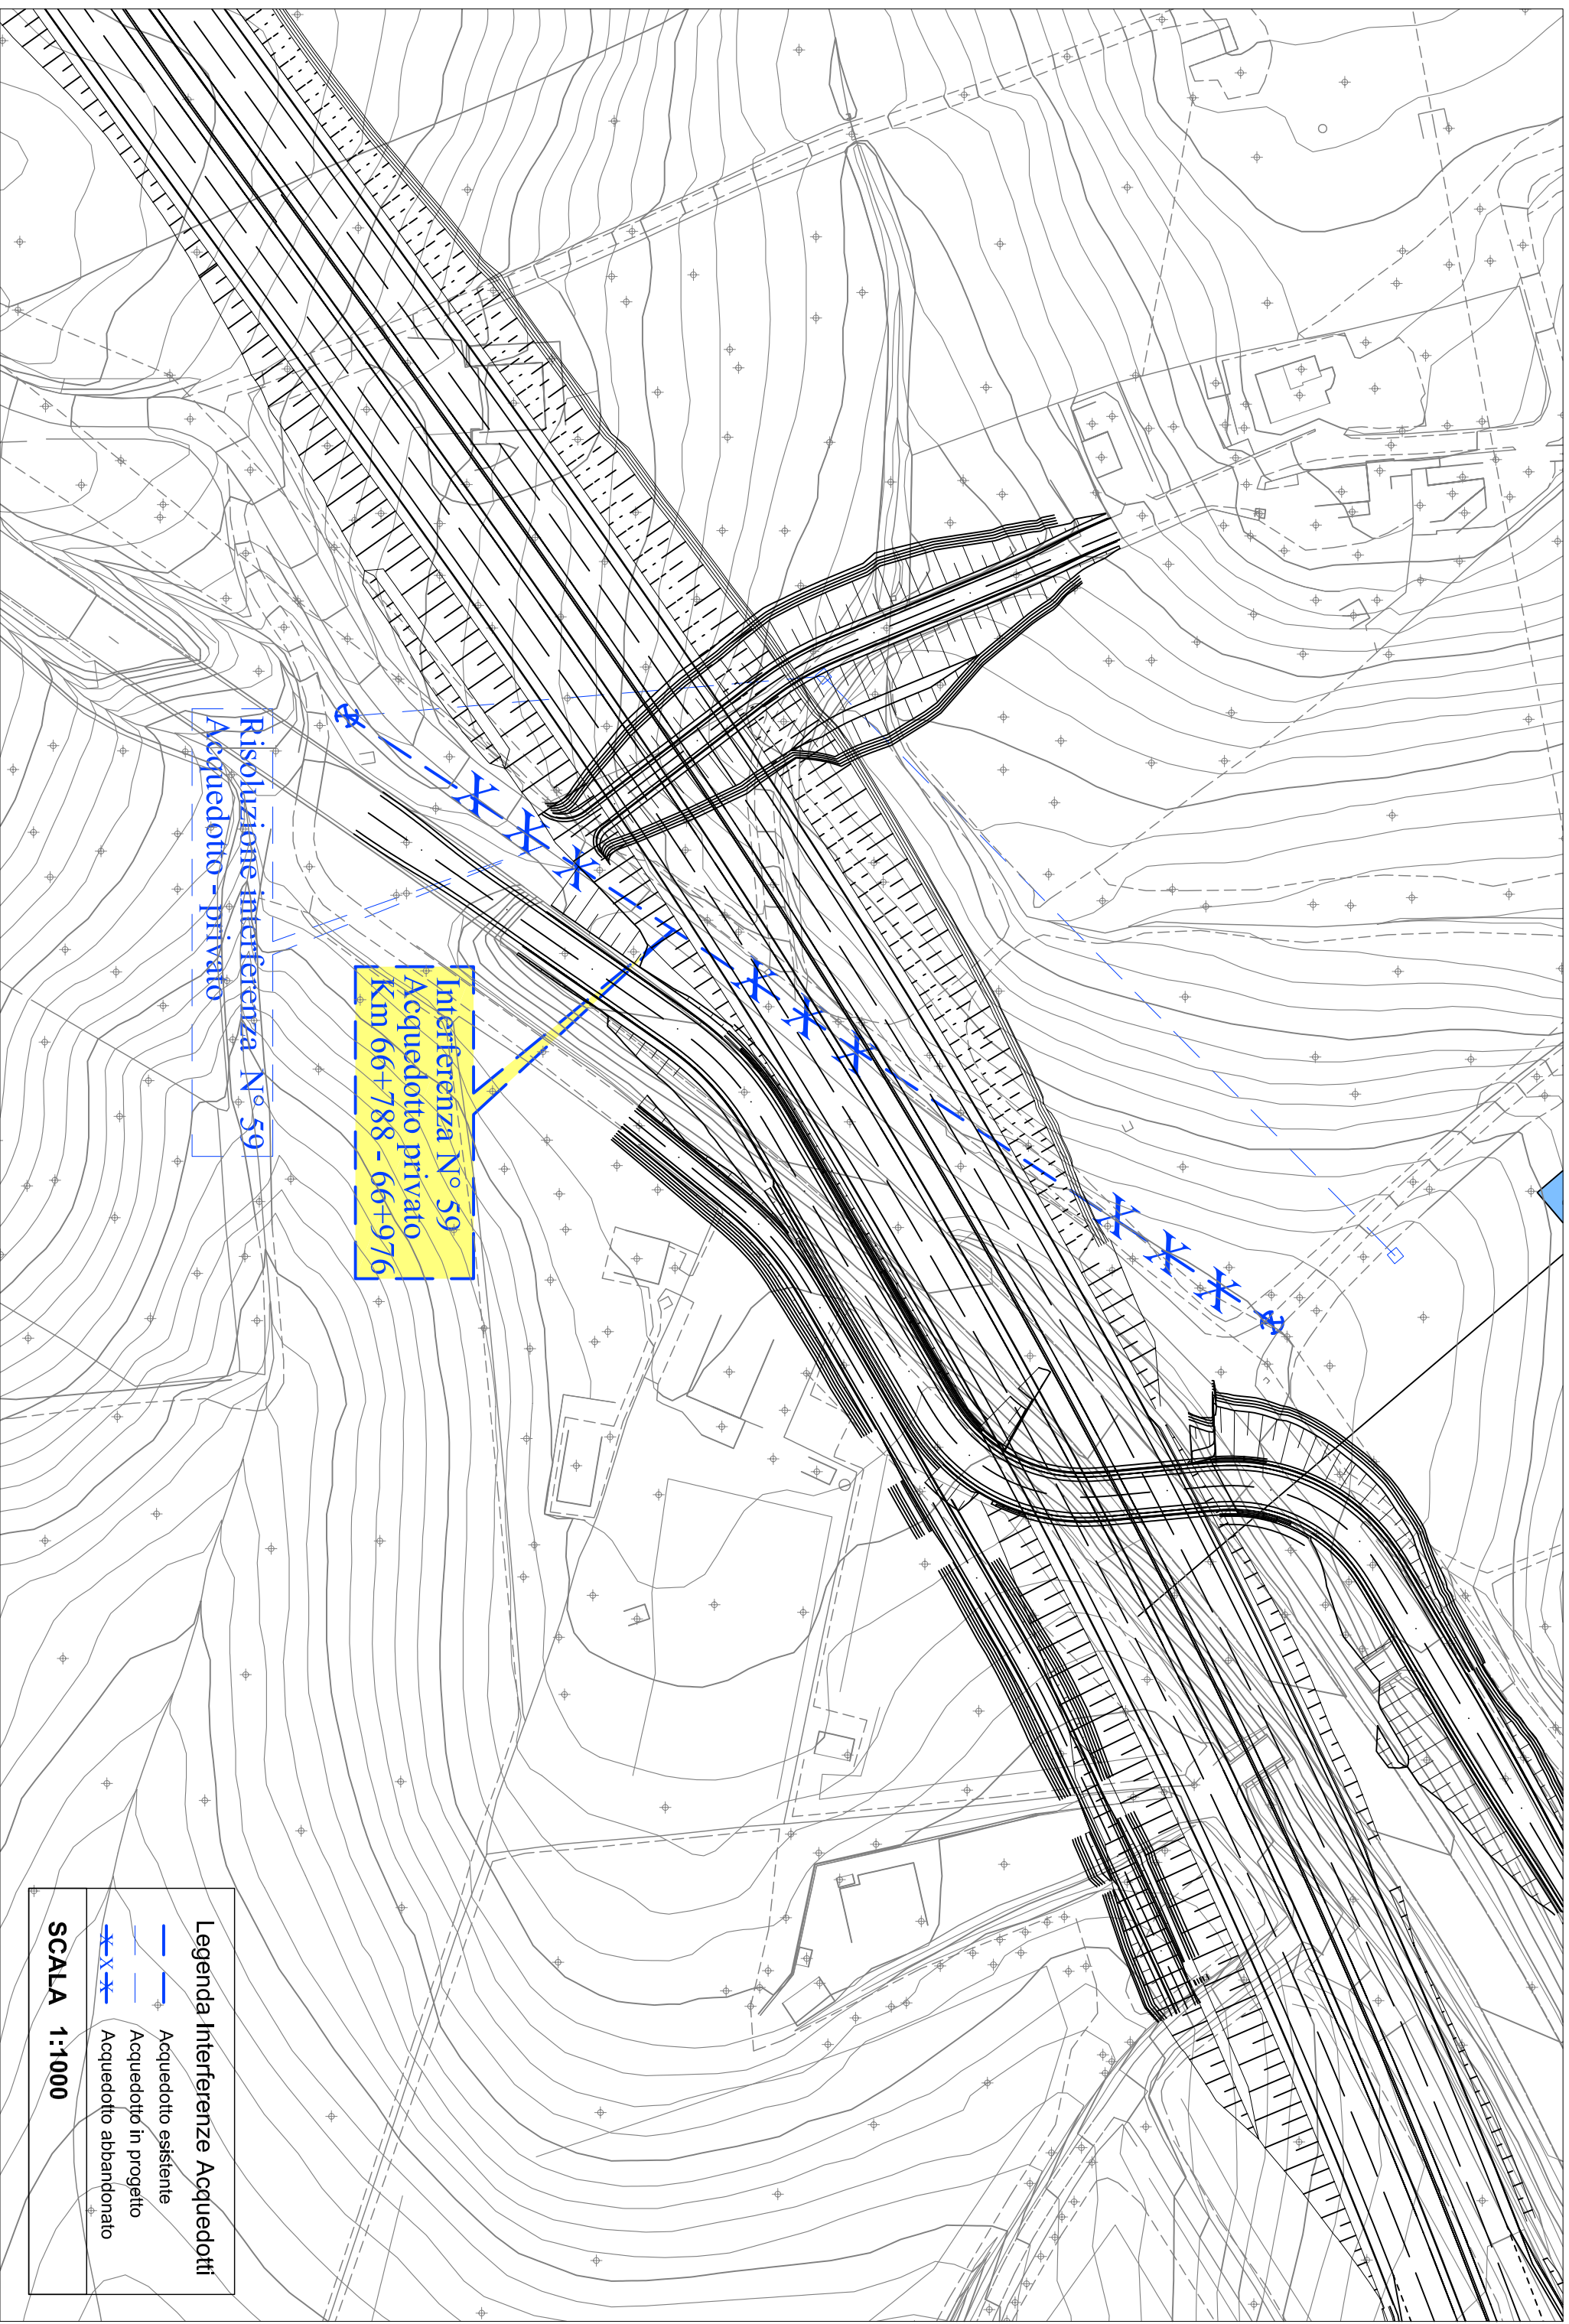 Risoluzione interferenza N° 59
Acquedotto - privato
Interferenza N° 59
Acquedotto privato
Km 66+788 - 66+976
Legenda Interferenze Acquedotti
Acquedotto esistente
Acquedotto in progetto
X X X Acquedotto abbandonato
SCALA 1:1000